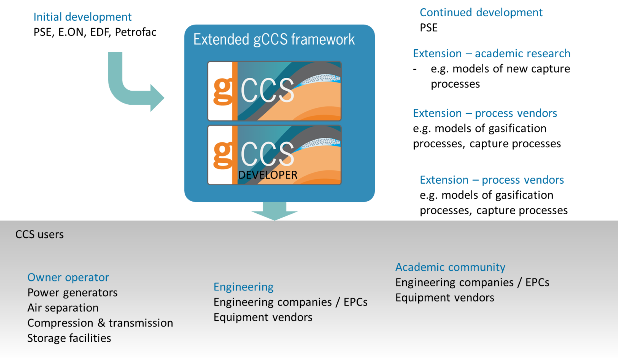 Initial development
PSE, E.ON, EDF, Petrofac
Extended gCCS framework
gCCS
gCCS
DEVELOPER
Continued development
PSE
Extension – academic research
- e.g. models of new capture
processes
Extension – process vendors
e.g. models of gasification
processes, capture processes
Extension – process vendors
e.g. models of gasification
processes, capture processes
CCS users
Owner operator
Power generators
Air separation
Compression & transmission
Storage facilities
Engineering
Engineering companies / EPCs
Equipment vendors
Academic community
Engineering companies / EPCs
Equipment vendors